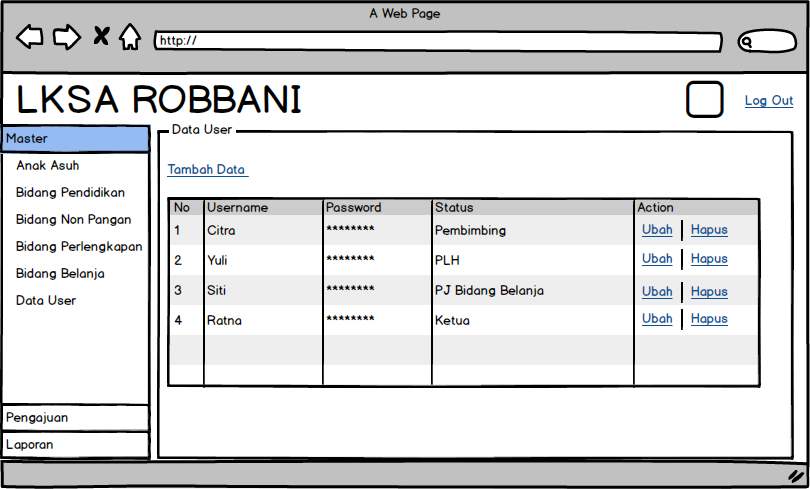 A Web Page
http://
LKSA ROBBANI
Log Out
Master
Anak Asuh
Bidang Pendidikan
Bidang Non Pangan
Bidang Perlengkapan
Bidang Belanja
Data User
Pengajuan
Laporan
Data User
Tambah Data
No Username Password Status Action
1 Citra ******** Pembimbing Ubah Hapus
2 Yuli ******** PLH Ubah Hapus
3 Siti ******** PJ Bidang Belanja Ubah Hapus
4 Ratna ******** Ketua Ubah Hapus